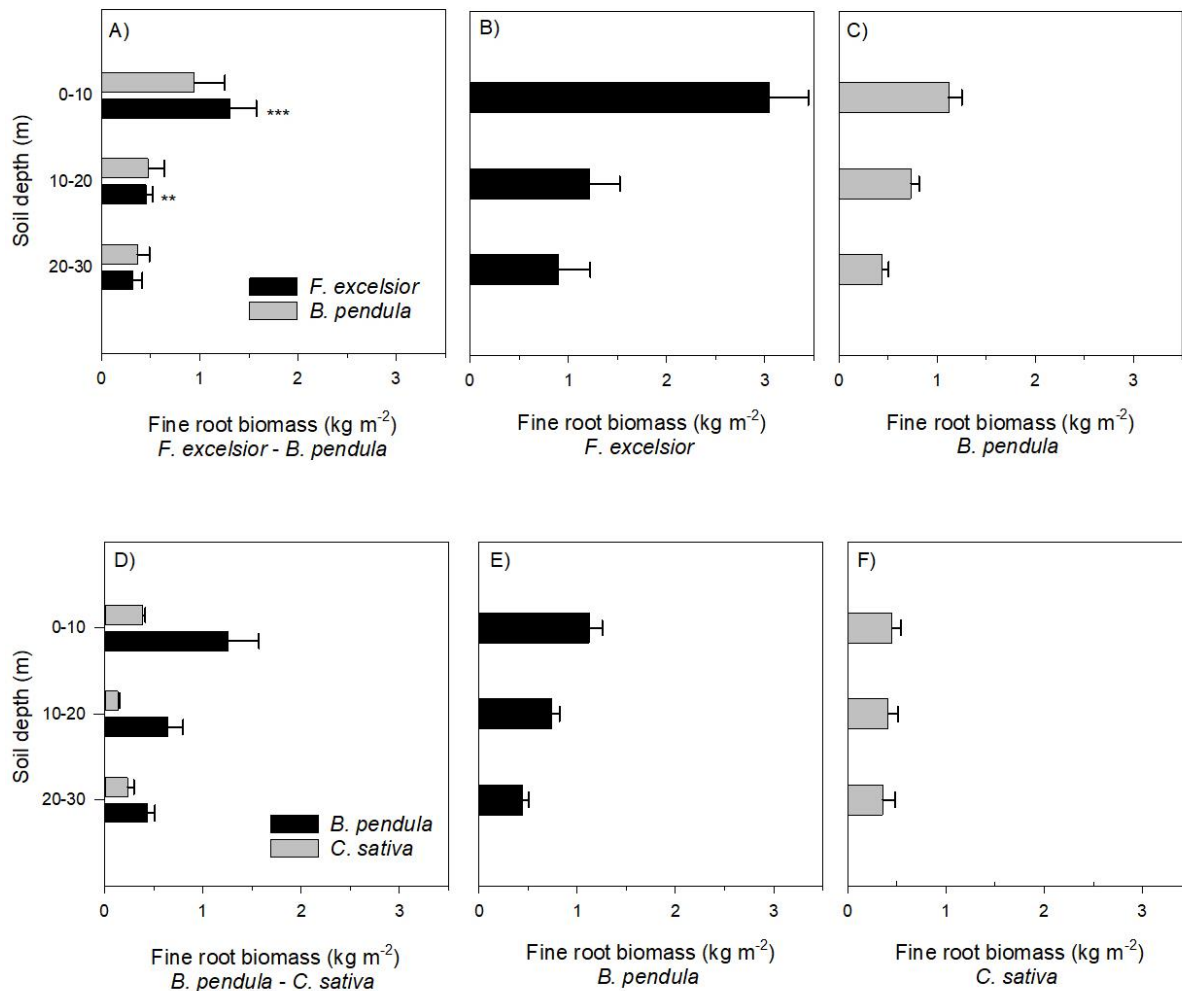 A)
B)
C)
Soil depth (m)
0-10
10-20
20-30
***
**
F. excelsior
B. pendula
0 1 2 3
0 1 2 3
0 1 2 3
Fine root biomass (kg m⁻²)
F. excelsior - B. pendula
Fine root biomass (kg m⁻²)
F. excelsior
Fine root biomass (kg m⁻²)
B. pendula
D)
E)
F)
Soil depth (m)
0-10
10-20
20-30
B. pendula
C. sativa
0 1 2 3
0 1 2 3
0 1 2 3
Fine root biomass (kg m⁻²)
B. pendula - C. sativa
Fine root biomass (kg m⁻²)
B. pendula
Fine root biomass (kg m⁻²)
C. sativa